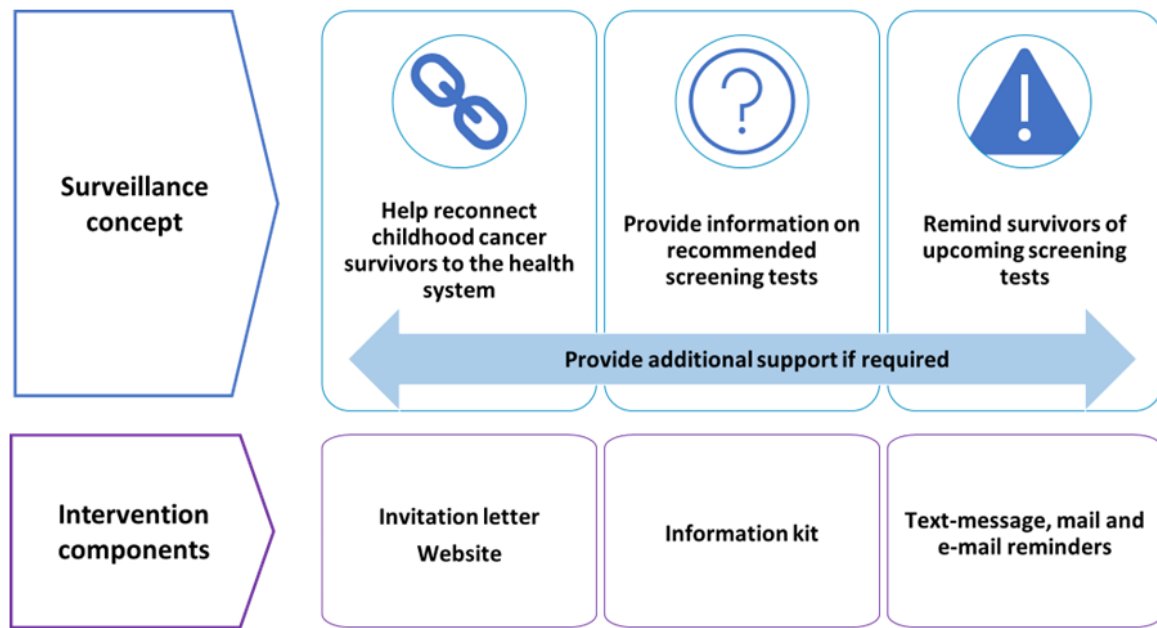 Surveillance
concept
Help reconnect
childhood cancer
survivors to the health
system
Provide information on
recommended
screening tests
Remind survivors of
upcoming screening
tests
Provide additional support if required
Intervention
components
Invitation letter
Website
Information kit
Text-message, mail and
e-mail reminders